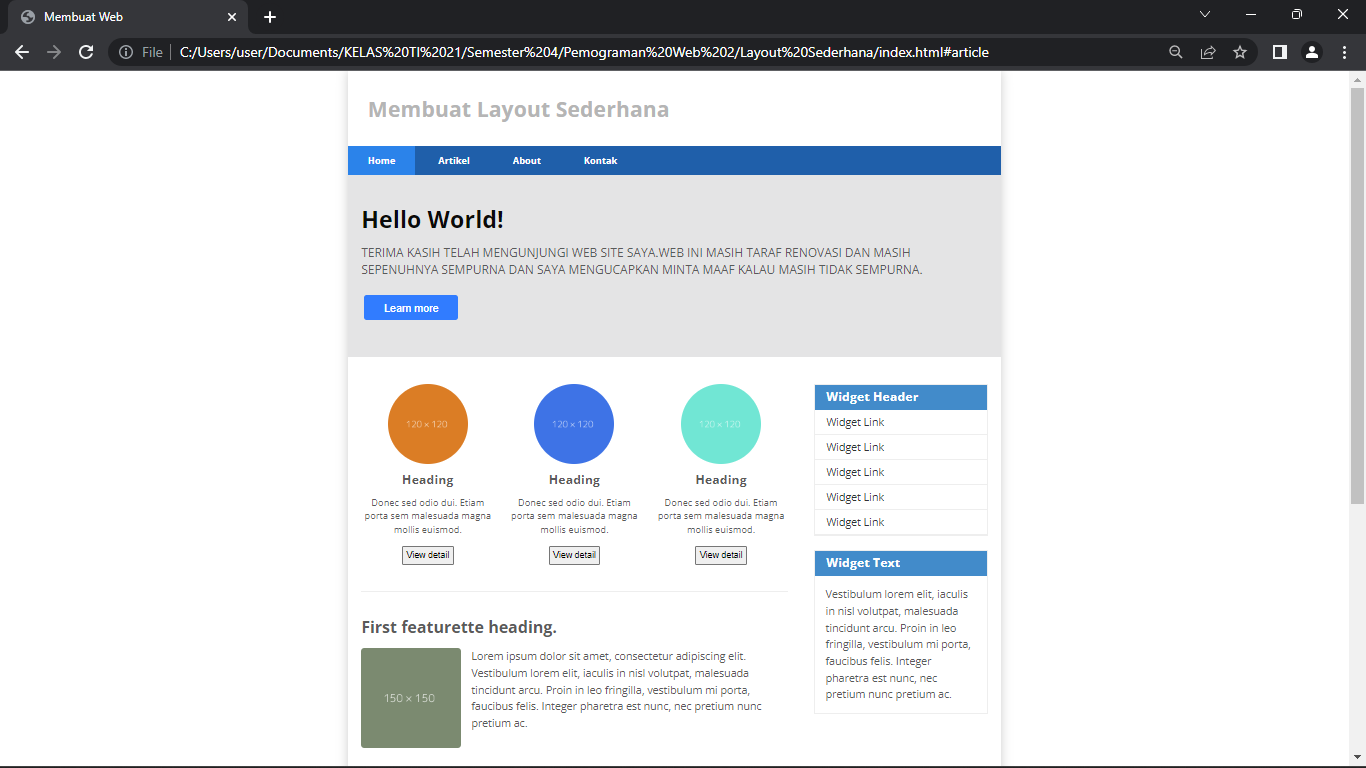 Membuat Web
File
C:/Users/user/Documents/KELAS%20TI%2021/Semester%204/Pemograman%20Web%202/Layout%20Sederhana/index.html#article
Membuat Layout Sederhana
Home Artikel About Kontak
Hello World!
TERIMA KASIH TELAH MENGUNJUNGI WEB SITE SAYA.WEB INI MASIH TARAF RENOVASI DAN MASIH
SEPENUHNYA SEMPURNA DAN SAYA MENGUCAPKAN MINTA MAAF KALAU MASIH TIDAK SEMPURNA.
Learn more
120 × 120
Heading
Donec sed odio dui. Etiam
porta sem malesuada magna
mollis euismod.
View detail
120 × 120
Heading
Donec sed odio dui. Etiam
porta sem malesuada magna
mollis euismod.
View detail
120 × 120
Heading
Donec sed odio dui. Etiam
porta sem malesuada magna
mollis euismod.
View detail
First featurette heading.
150 × 150
Lorem ipsum dolor sit amet, consectetur adipiscing elit.
Vestibulum lorem elit, iaculis in nisl volutpat, malesuada
tincidunt arcu. Proin in leo fringilla, vestibulum mi porta,
faucibus felis. Integer pharetra est nunc, nec pretium nunc
pretium ac.
Widget Header
Widget Link
Widget Link
Widget Link
Widget Link
Widget Link
Widget Text
Vestibulum lorem elit, iaculis
in nisl volutpat, malesuada
tincidunt arcu. Proin in leo
fringilla, vestibulum mi porta,
faucibus felis. Integer
pharetra est nunc, nec
pretium nunc pretium ac.